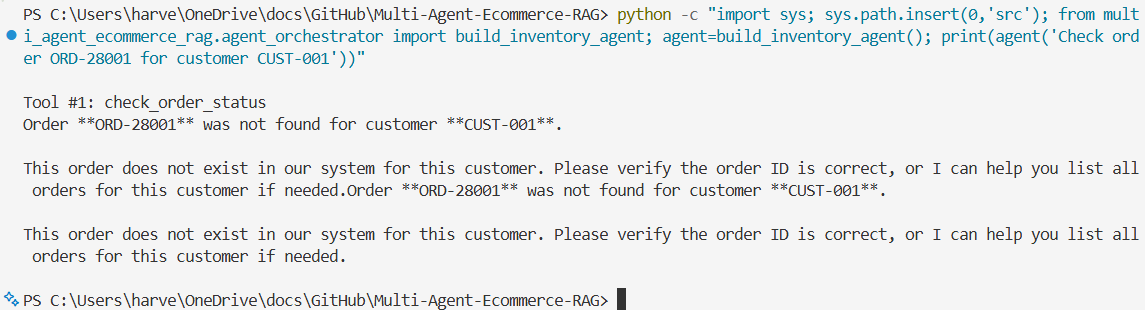 PS C:\Users\harve\OneDrive\docs\GitHub\Multi-Agent-Ecommerce-RAG> python -c "import sys; sys.path.insert(0,'src'); from mult
i_agent_ecommerce_rag.agent_orchestrator import build_inventory_agent; agent=build_inventory_agent(); print(agent('Check ord
er ORD-28001 for customer CUST-001'))"
Tool #1: check_order_status
Order **ORD-28001** was not found for customer **CUST-001**.
This order does not exist in our system for this customer. Please verify the order ID is correct, or I can help you list all
orders for this customer if needed.Order **ORD-28001** was not found for customer **CUST-001**.
This order does not exist in our system for this customer. Please verify the order ID is correct, or I can help you list all
orders for this customer if needed.
PS C:\Users\harve\OneDrive\docs\GitHub\Multi-Agent-Ecommerce-RAG>